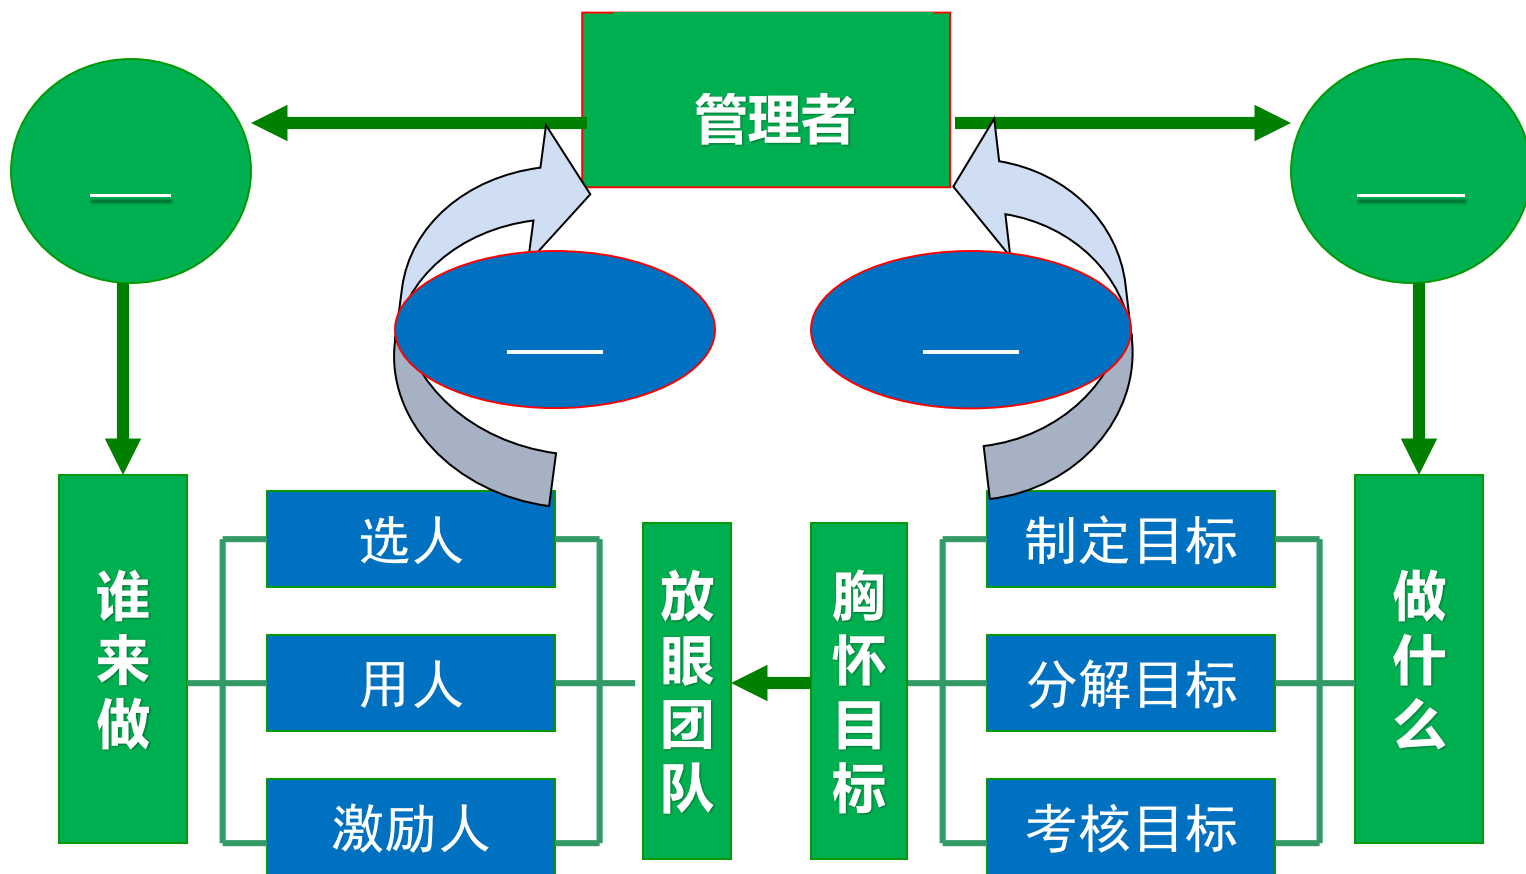 管理者
谁来做
选人
用人
激励人
放眼团队
胸怀目标
制定目标
分解目标
考核目标
做什么